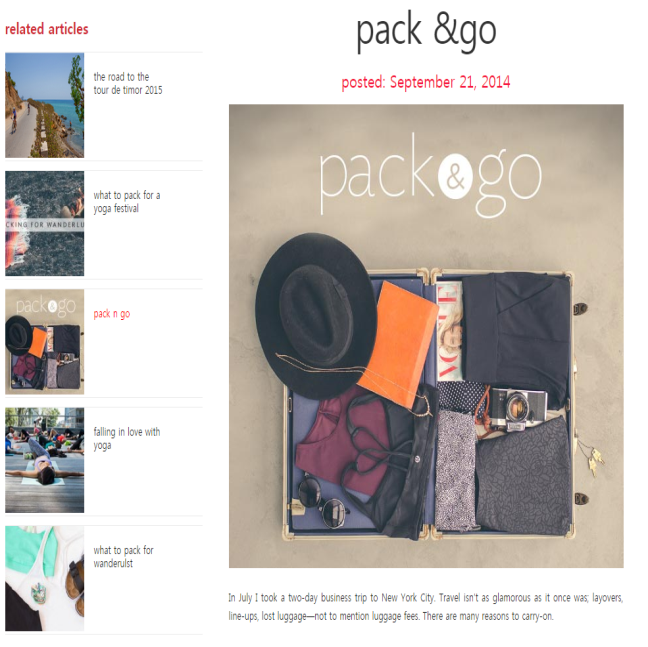 related articles
the road to the
tour de timor 2015
what to pack for a
yoga festival
CKING FOR WANDERLU
pack&go
pack n go
falling in love with
yoga
what to pack for
wanderulst
pack &go
posted: September 21, 2014
pack&go
VOGUE
In July I took a two-day business trip to New York City. Travel isn't as glamorous as it once was; layovers,
line-ups, lost luggage—not to mention luggage fees. There are many reasons to carry-on.